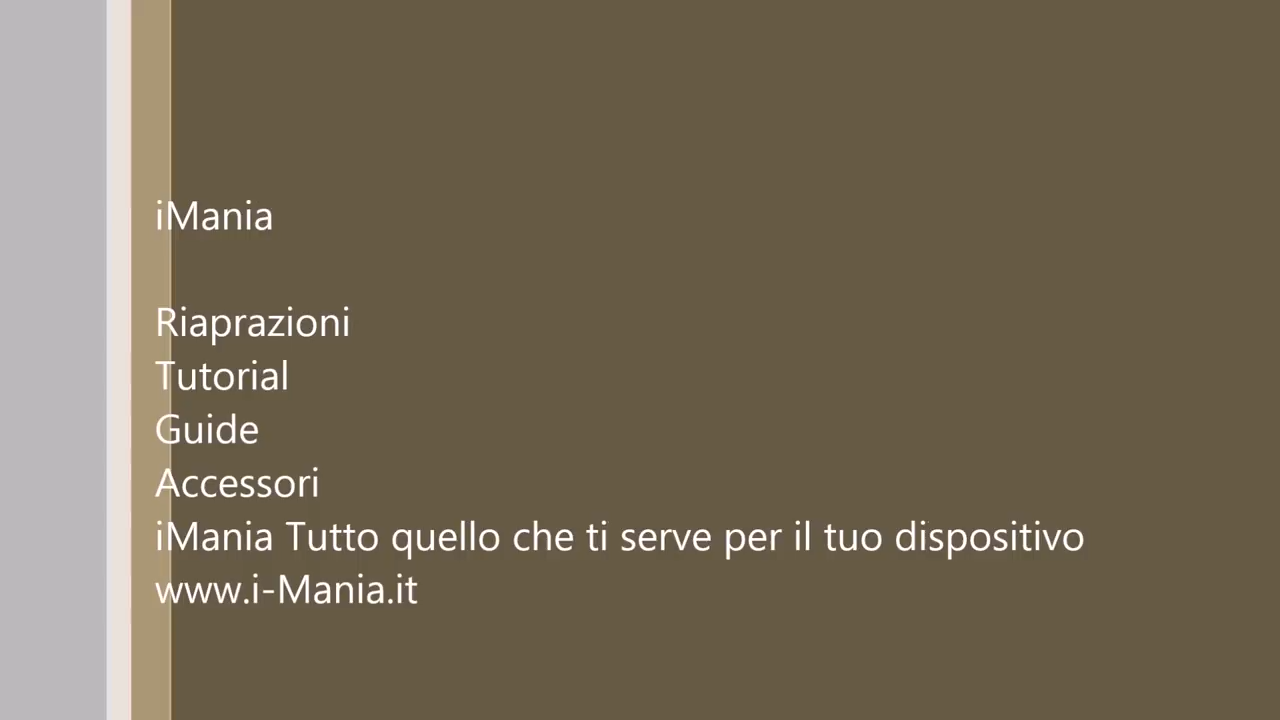 iMania
Riaprazioni
Tutorial
Guide
Accessori
iMania Tutto quello che ti serve per il tuo dispositivo
www.i-Mania.it